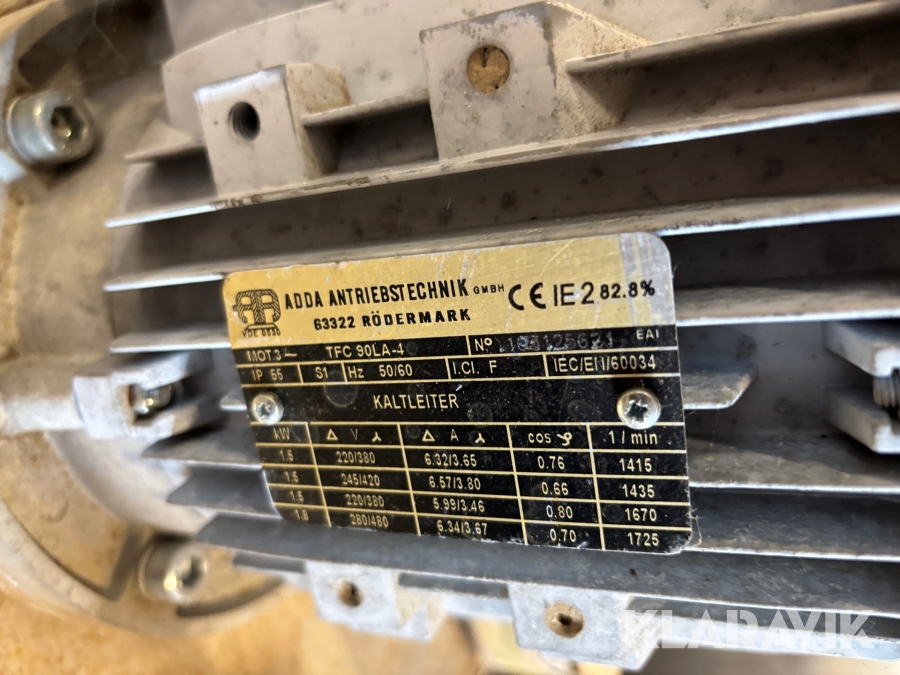 ADDA ANTRIEBSTECHNIK GMBH CE IE2 82.8%
VDE 0530 63322 RÖDERMARK
MOT.3~ TFC 90LA-4 Nº EAI
IP 55 S1 Hz 50/60 I.Cl. F IEC/EN/60034
KALTLEITER
kW Δ V ⅄ Δ A ⅄ cos φ 1/min
1.5 220/380 6.32/3.65 0.76 1415
1.5 245/420 6.57/3.80 0.66 1435
1.5 220/380 5.99/3.46 0.80 1670
1.8 280/480 6.34/3.67 0.70 1725
KLARAVIK